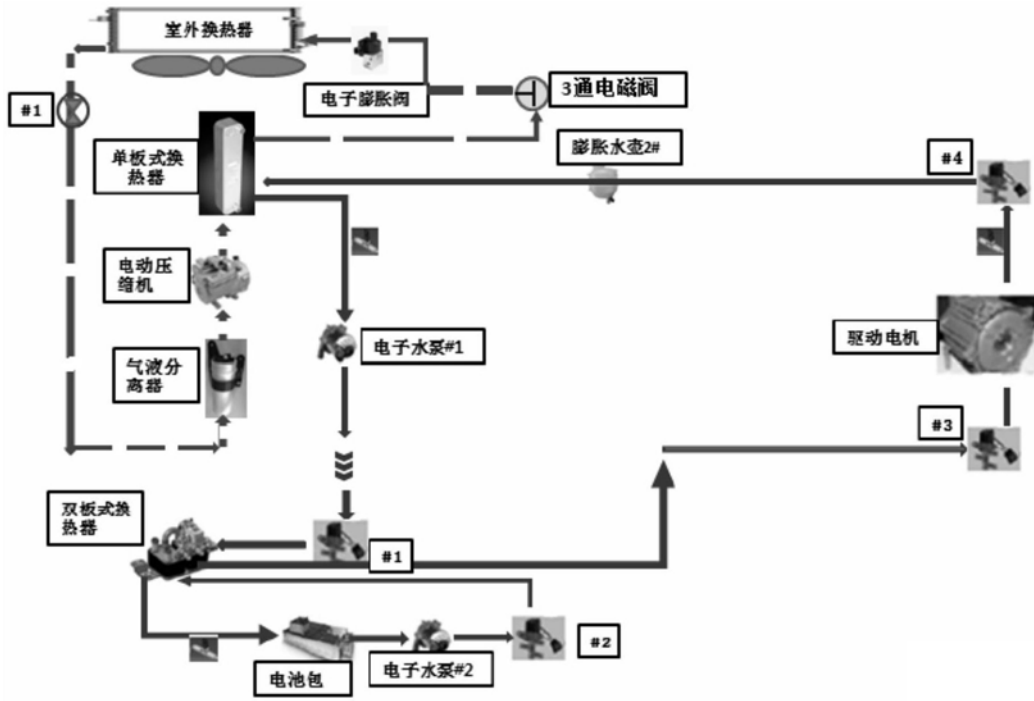 室外换热器
#1
电子膨胀阀
3通电磁阀
单板式换
热器
膨胀水壶2#
#4
电动压
缩机
电子水泵#1
驱动电机
气液分
离器
#3
双板式换
热器
#1
#2
电池包
电子水泵#2